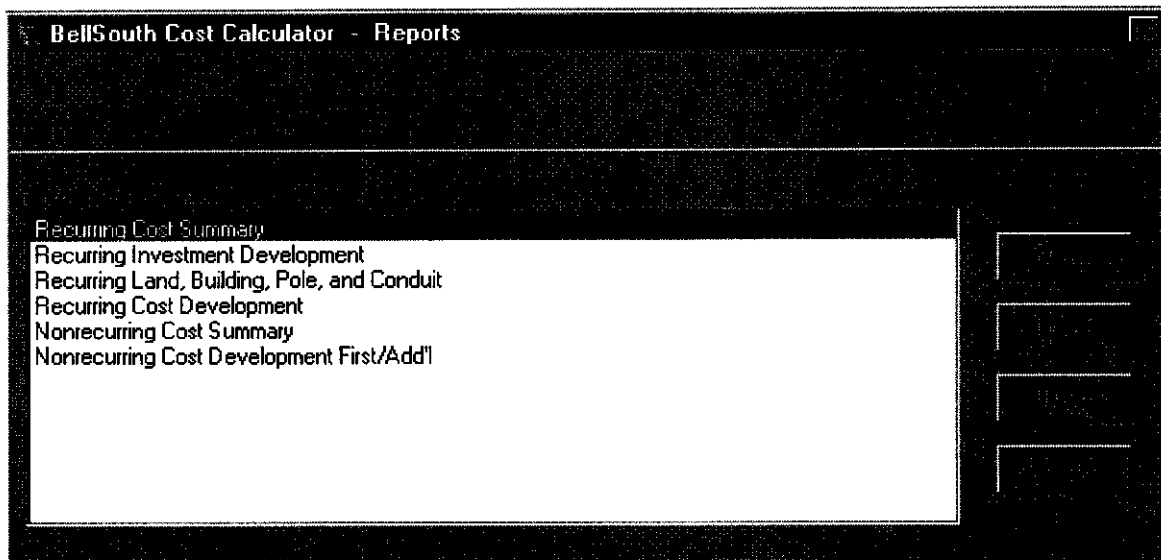 BellSouth Cost Calculator - Reports
Recurring Cost Summary
Recurring Investment Development
Recurring Land, Building, Pole, and Conduit
Recurring Cost Development
Nonrecurring Cost Summary
Nonrecurring Cost Development First/Add'l